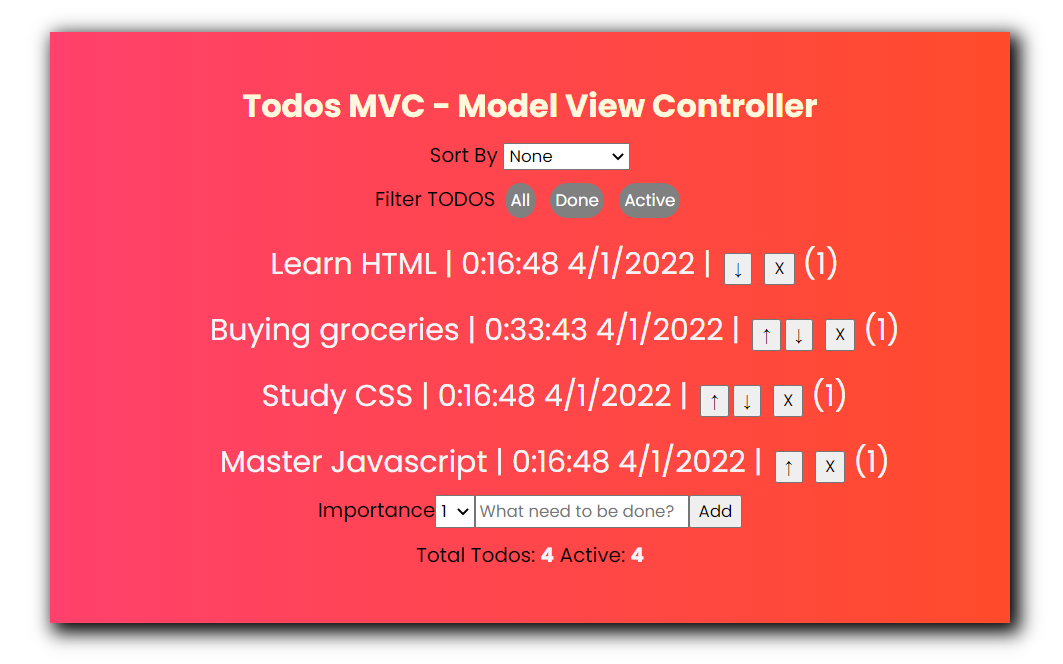 Todos MVC - Model View Controller
Sort By None
Filter TODOS All Done Active
Learn HTML | 0:16:48 4/1/2022 | ↓ X (1)
Buying groceries | 0:33:43 4/1/2022 | ↑ ↓ X (1)
Study CSS | 0:16:48 4/1/2022 | ↑ ↓ X (1)
Master Javascript | 0:16:48 4/1/2022 | ↑ X (1)
Importance 1 What need to be done? Add
Total Todos: 4 Active: 4